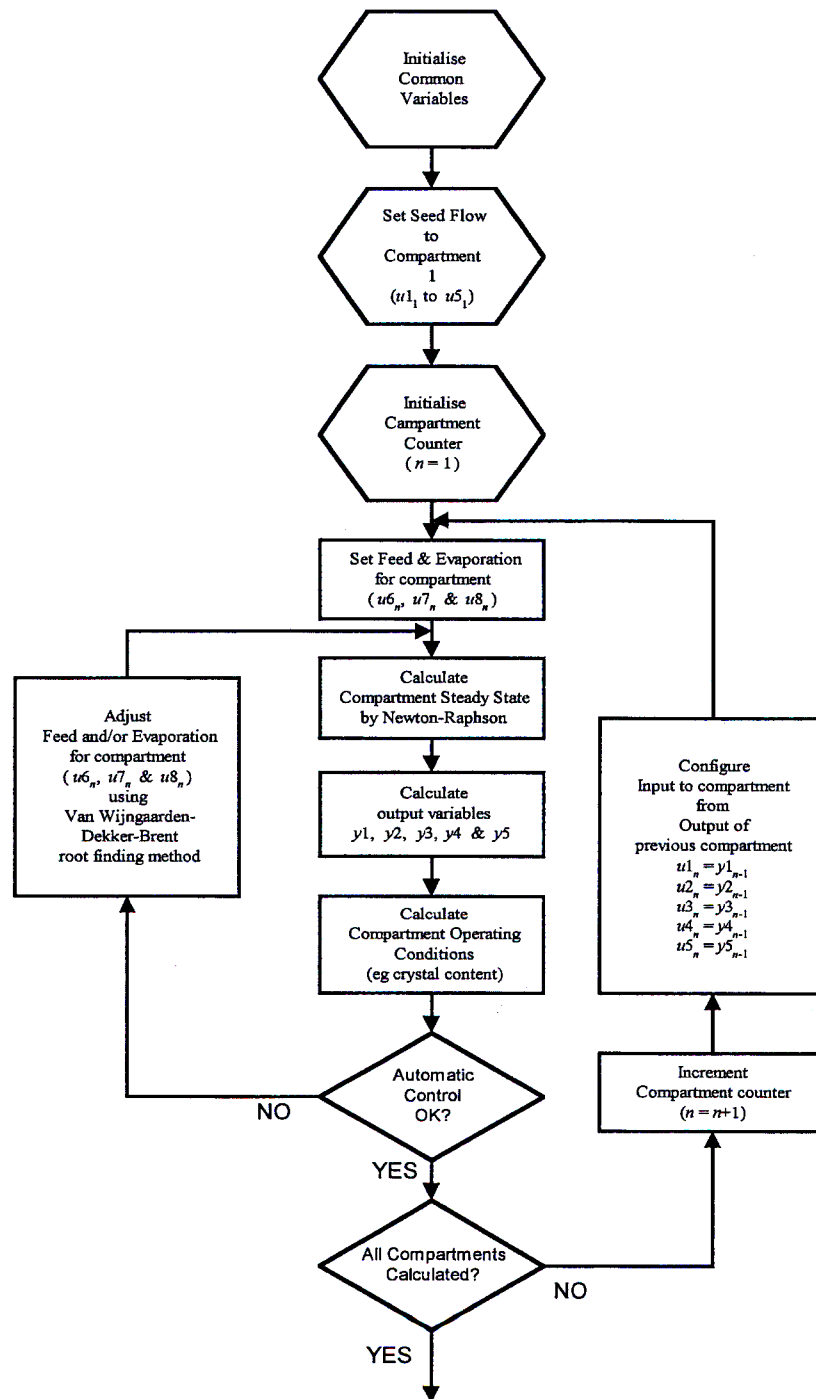 Initialise
Common
Variables
Set Seed Flow
to
Compartment
1
(u1₁ to u5₁)
Initialise
Campartment
Counter
( n = 1 )
Set Feed & Evaporation
for compartment
( u6ₙ, u7ₙ & u8ₙ )
Calculate
Compartment Steady State
by Newton-Raphson
Adjust
Feed and/or Evaporation
for compartment
( u6ₙ, u7ₙ & u8ₙ )
using
Van Wijngaarden-
Dekker-Brent
root finding method
Calculate
output variables
y1, y2, y3, y4 & y5
Configure
Input to compartment
from
Output of
previous compartment
u1ₙ = y1ₙ₋₁
u2ₙ = y2ₙ₋₁
u3ₙ = y3ₙ₋₁
u4ₙ = y4ₙ₋₁
u5ₙ = y5ₙ₋₁
Calculate
Compartment Operating
Conditions
(eg crystal content)
Automatic
Control
OK?
NO
YES
Increment
Compartment counter
(n = n+1)
All Compartments
Calculated?
NO
YES